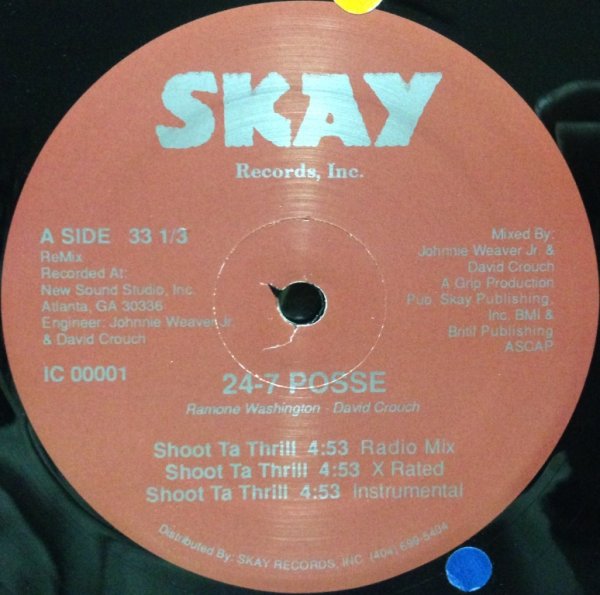 SKAY
Records, Inc.
A SIDE 33 1/3
ReMix
Recorded At:
New Sound Studio, Inc.
Atlanta, GA 30336
Engineer: Johnnie Weaver Jr.
& David Crouch
IC 00001
Mixed By:
Johnnie Weaver Jr. &
David Crouch
A Grip Production
Pub. Skay Publishing,
Inc. BMI &
Britil Publishing
ASCAP
24-7 POSSE
Ramone Washington - David Crouch
Shoot Ta Thrill 4:53 Radio Mix
Shoot Ta Thrill 4:53 X Rated
Shoot Ta Thrill 4:53 Instrumental
Distributed By: SKAY RECORDS, INC (404) 699-5404